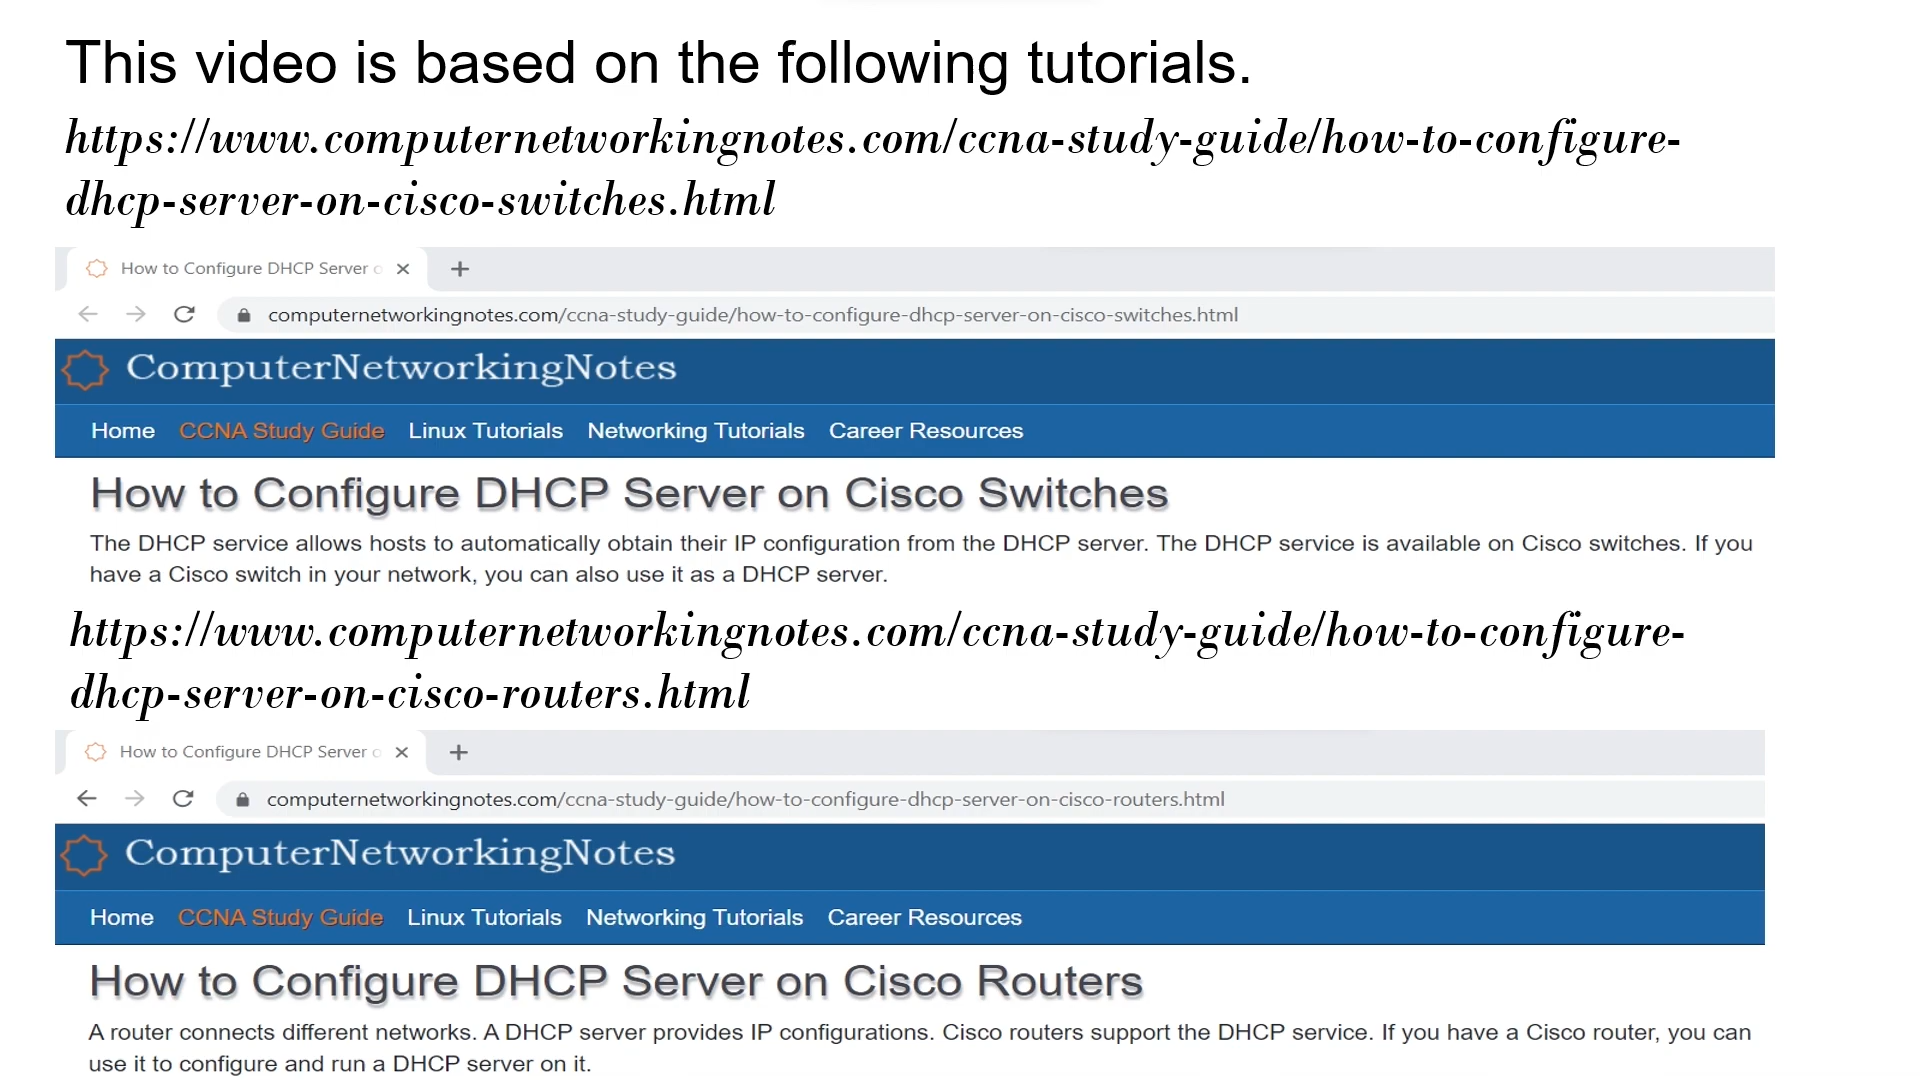 This video is based on the following tutorials.
https://www.computernetworkingnotes.com/ccna-study-guide/how-to-configure-
dhcp-server-on-cisco-switches.html
How to Configure DHCP Server o
computernetworkingnotes.com/ccna-study-guide/how-to-configure-dhcp-server-on-cisco-switches.html
ComputerNetworkingNotes
Home CCNA Study Guide Linux Tutorials Networking Tutorials Career Resources
How to Configure DHCP Server on Cisco Switches
The DHCP service allows hosts to automatically obtain their IP configuration from the DHCP server. The DHCP service is available on Cisco switches. If you
have a Cisco switch in your network, you can also use it as a DHCP server.
https://www.computernetworkingnotes.com/ccna-study-guide/how-to-configure-
dhcp-server-on-cisco-routers.html
How to Configure DHCP Server o
computernetworkingnotes.com/ccna-study-guide/how-to-configure-dhcp-server-on-cisco-routers.html
ComputerNetworkingNotes
Home CCNA Study Guide Linux Tutorials Networking Tutorials Career Resources
How to Configure DHCP Server on Cisco Routers
A router connects different networks. A DHCP server provides IP configurations. Cisco routers support the DHCP service. If you have a Cisco router, you can
use it to configure and run a DHCP server on it.